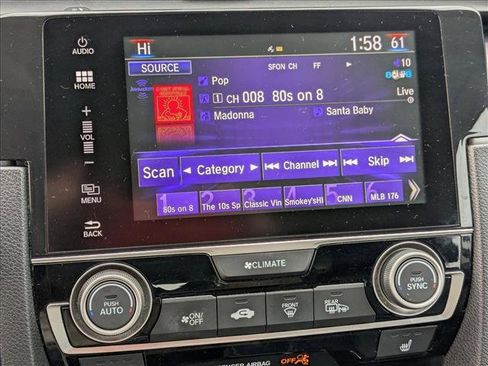 AUDIO
Hi
1:58
61
SOURCE
SFON CH FF
10
HOME
Pop
1 CH 008 80s on 8
Live
Madonna
Santa Baby
+
VOL
−
Scan
Category
Channel
Skip
MENU
1 2 3 4 5 6
80s on 8
The 10s Sp
Classic Vin
Smokey'sHI
CNN
MLB 176
BACK
CLIMATE
PUSH
AUTO
ON/
OFF
FRONT
REAR
PUSH
SYNC
PASSENGER AIRBAG
OFF